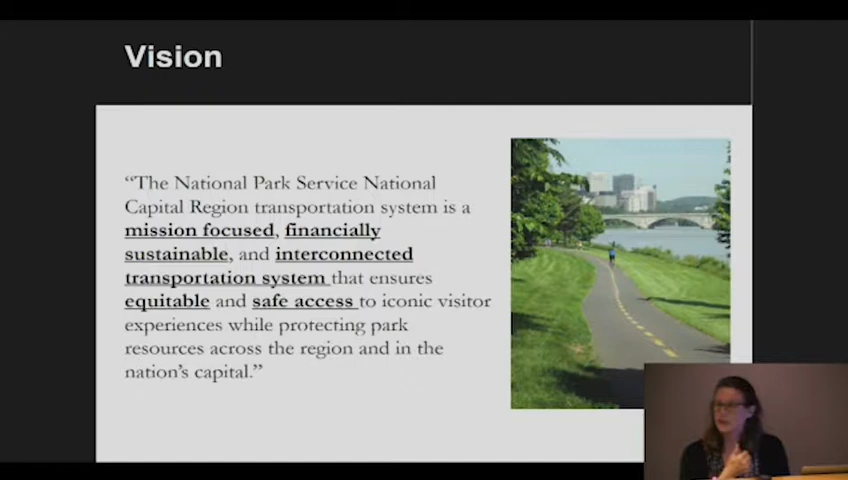 Vision
“The National Park Service National
Capital Region transportation system is a
mission focused, financially
sustainable, and interconnected
transportation system that ensures
equitable and safe access to iconic visitor
experiences while protecting park
resources across the region and in the
nation’s capital.”